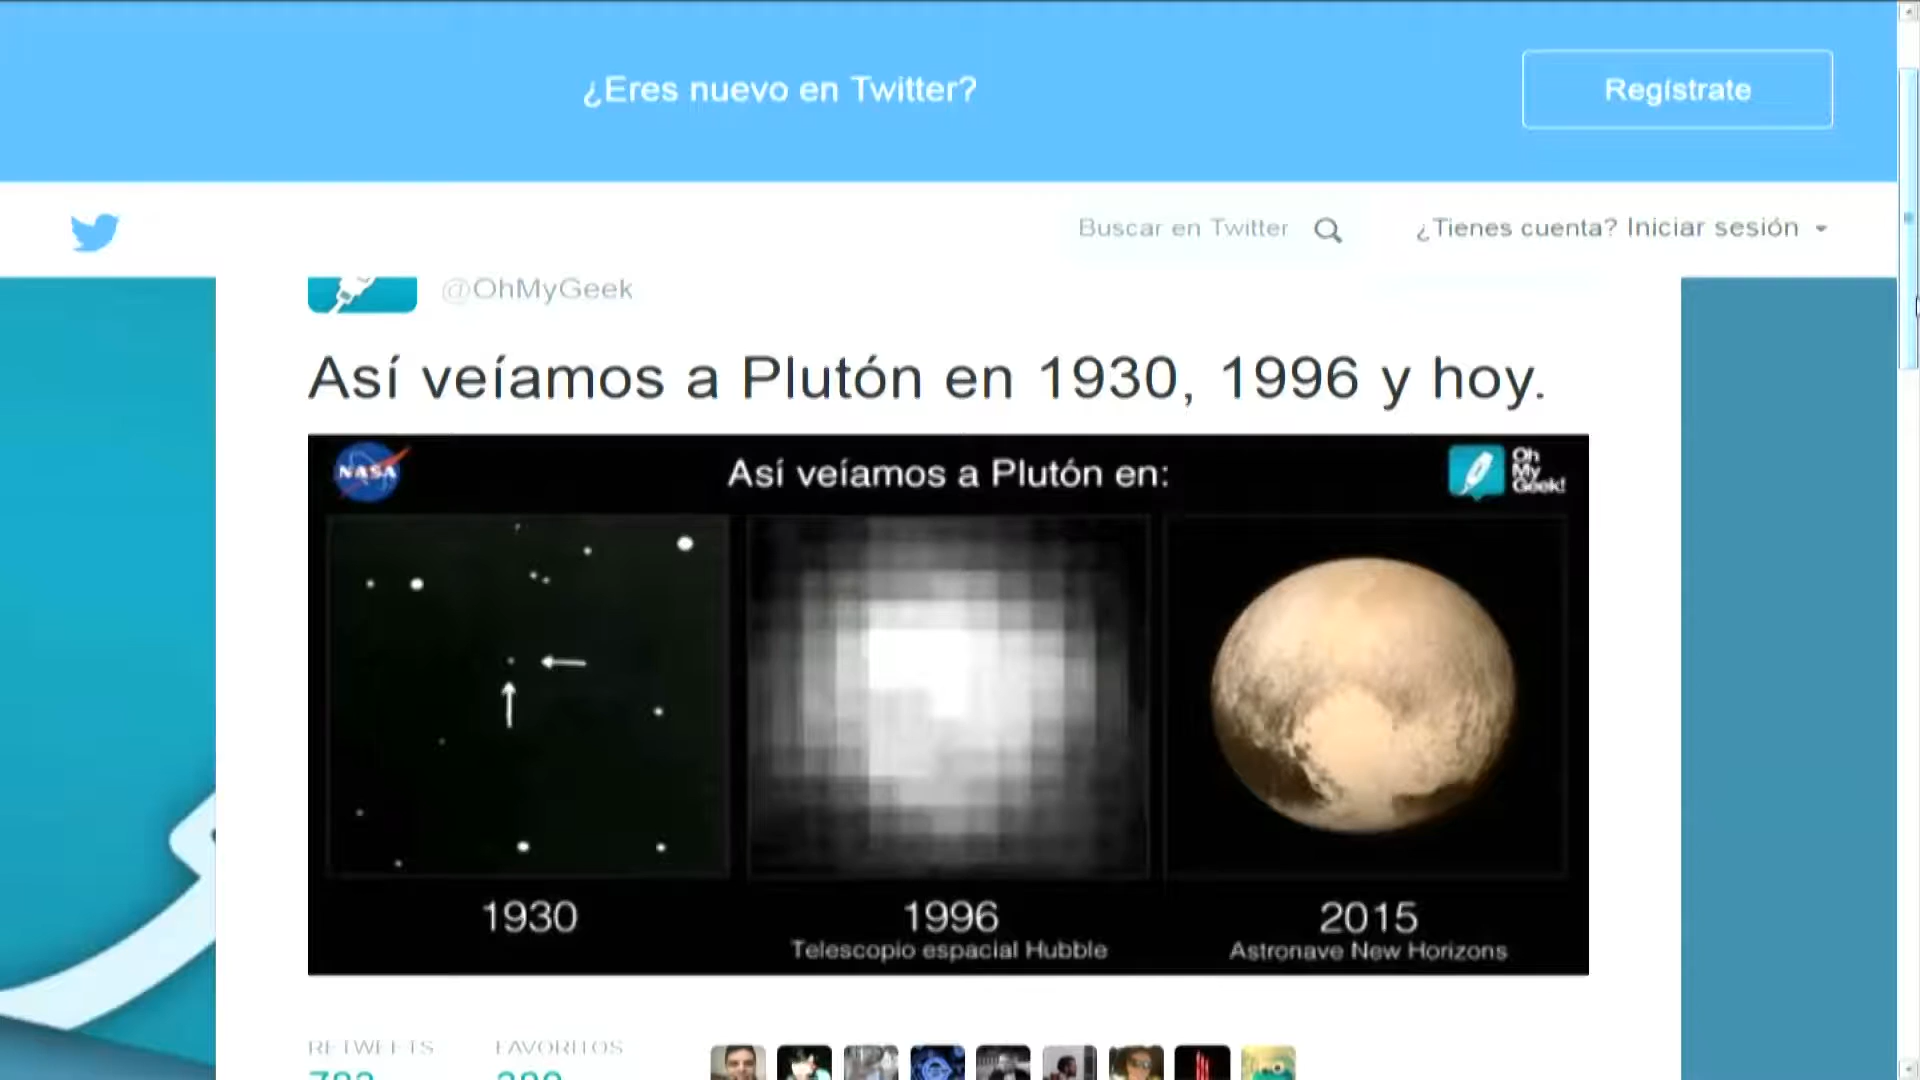 ¿Eres nuevo en Twitter?
Regístrate
Buscar en Twitter
¿Tienes cuenta? Iniciar sesión
@OhMyGeek
Así veíamos a Plutón en 1930, 1996 y hoy.
NASA
Así veíamos a Plutón en:
Oh
My
Geek!
1930
1996
2015
Telescopio espacial Hubble
Astronave New Horizons
RETWEETS
FAVORITOS